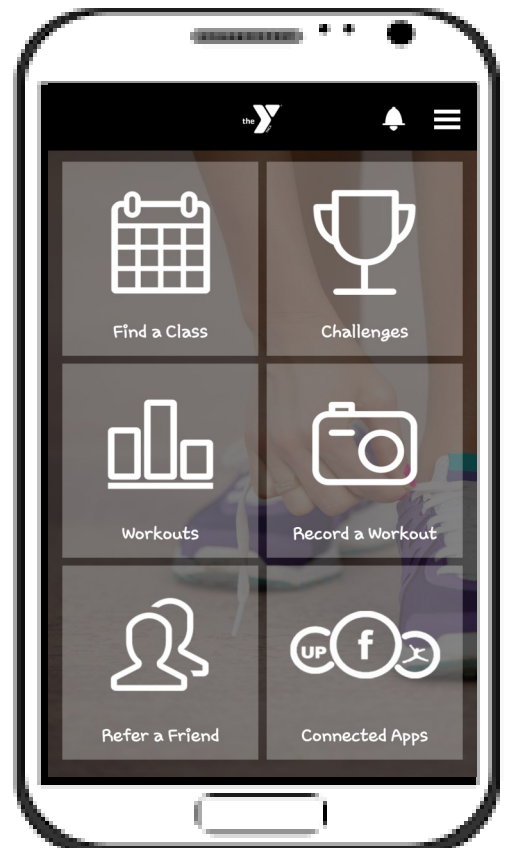 the Y
Find a Class
Challenges
Workouts
Record a Workout
Refer a Friend
UP f
Connected Apps